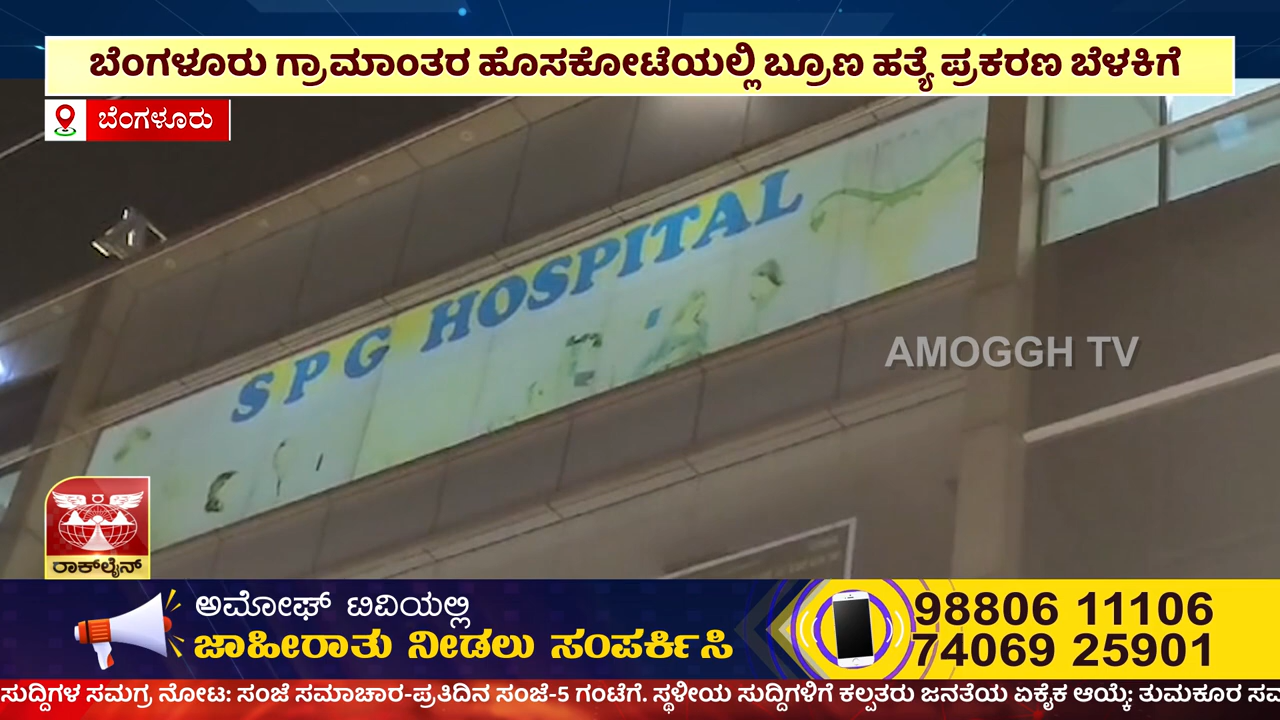 ಬೆಂಗಳೂರು ಗ್ರಾಮಾಂತರ ಹೊಸಕೋಟೆಯಲ್ಲಿ ಬ್ರೂಣ ಹತ್ಯೆ ಪ್ರಕರಣ ಬೆಳಕಿಗೆ
ಬೆಂಗಳೂರು
SPG HOSPITAL
AMOGGH TV
ರಾಕ್‌ಲೈನ್
ಅಮೋಘ್ ಟಿವಿಯಲ್ಲಿ
ಜಾಹೀರಾತು ನೀಡಲು ಸಂಪರ್ಕಿಸಿ
98806 11106
74069 25901
ಸುದ್ದಿಗಳ ಸಮಗ್ರ ನೋಟ: ಸಂಜೆ ಸಮಾಚಾರ-ಪ್ರತಿದಿನ ಸಂಜೆ-5 ಗಂಟೆಗೆ. ಸ್ಥಳೀಯ ಸುದ್ದಿಗಳಿಗೆ ಕಲ್ಪತರು ಜನತೆಯ ಏಕೈಕ ಆಯ್ಕೆ: ತುಮಕೂರ